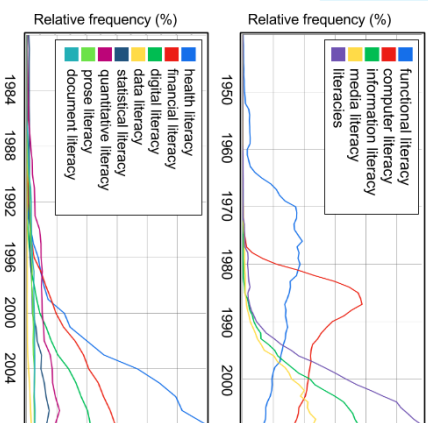 Relative frequency (%)
health literacy
financial literacy
digital literacy
data literacy
statistical literacy
quantitative literacy
prose literacy
document literacy
1984
1988
1992
1996
2000
2004
Relative frequency (%)
functional literacy
computer literacy
information literacy
media literacy
literacies
1950
1960
1970
1980
1990
2000